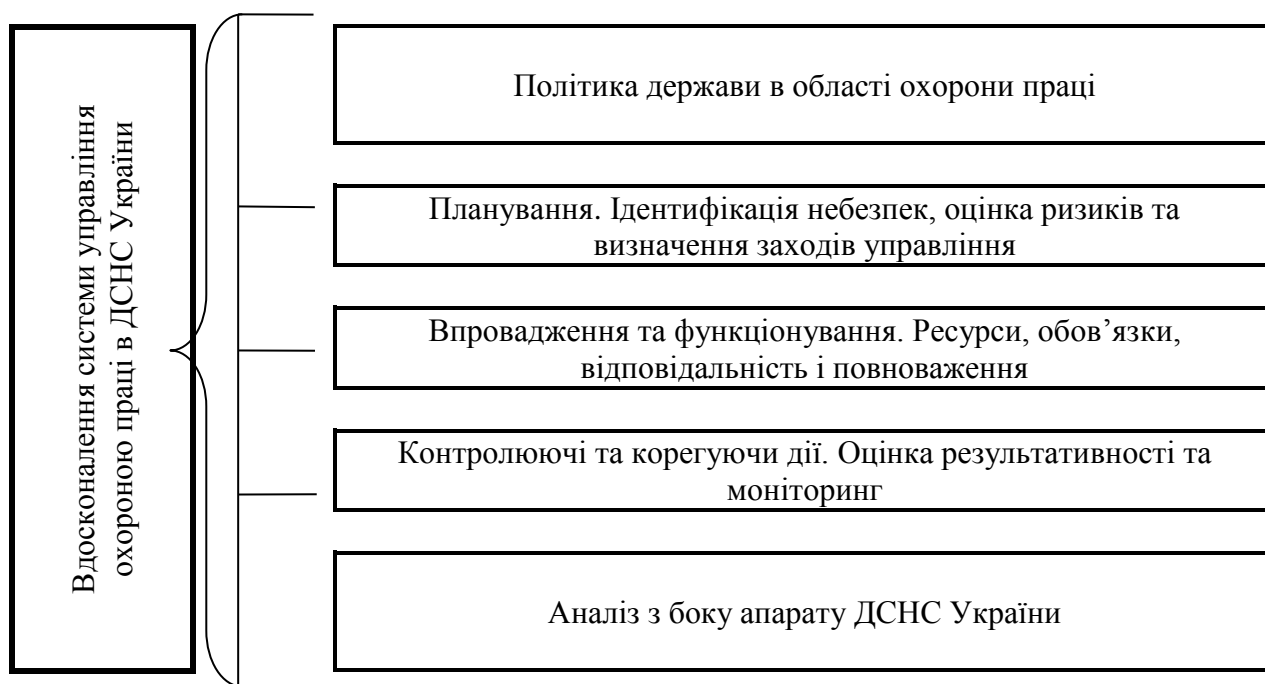 Вдосконалення системи управління
охороною праці в ДСНС України
Політика держави в області охорони праці
Планування. Ідентифікація небезпек, оцінка ризиків та
визначення заходів управління
Впровадження та функціонування. Ресурси, обов’язки,
відповідальність і повноваження
Контролюючі та корегуючи дії. Оцінка результативності та
моніторинг
Аналіз з боку апарату ДСНС України